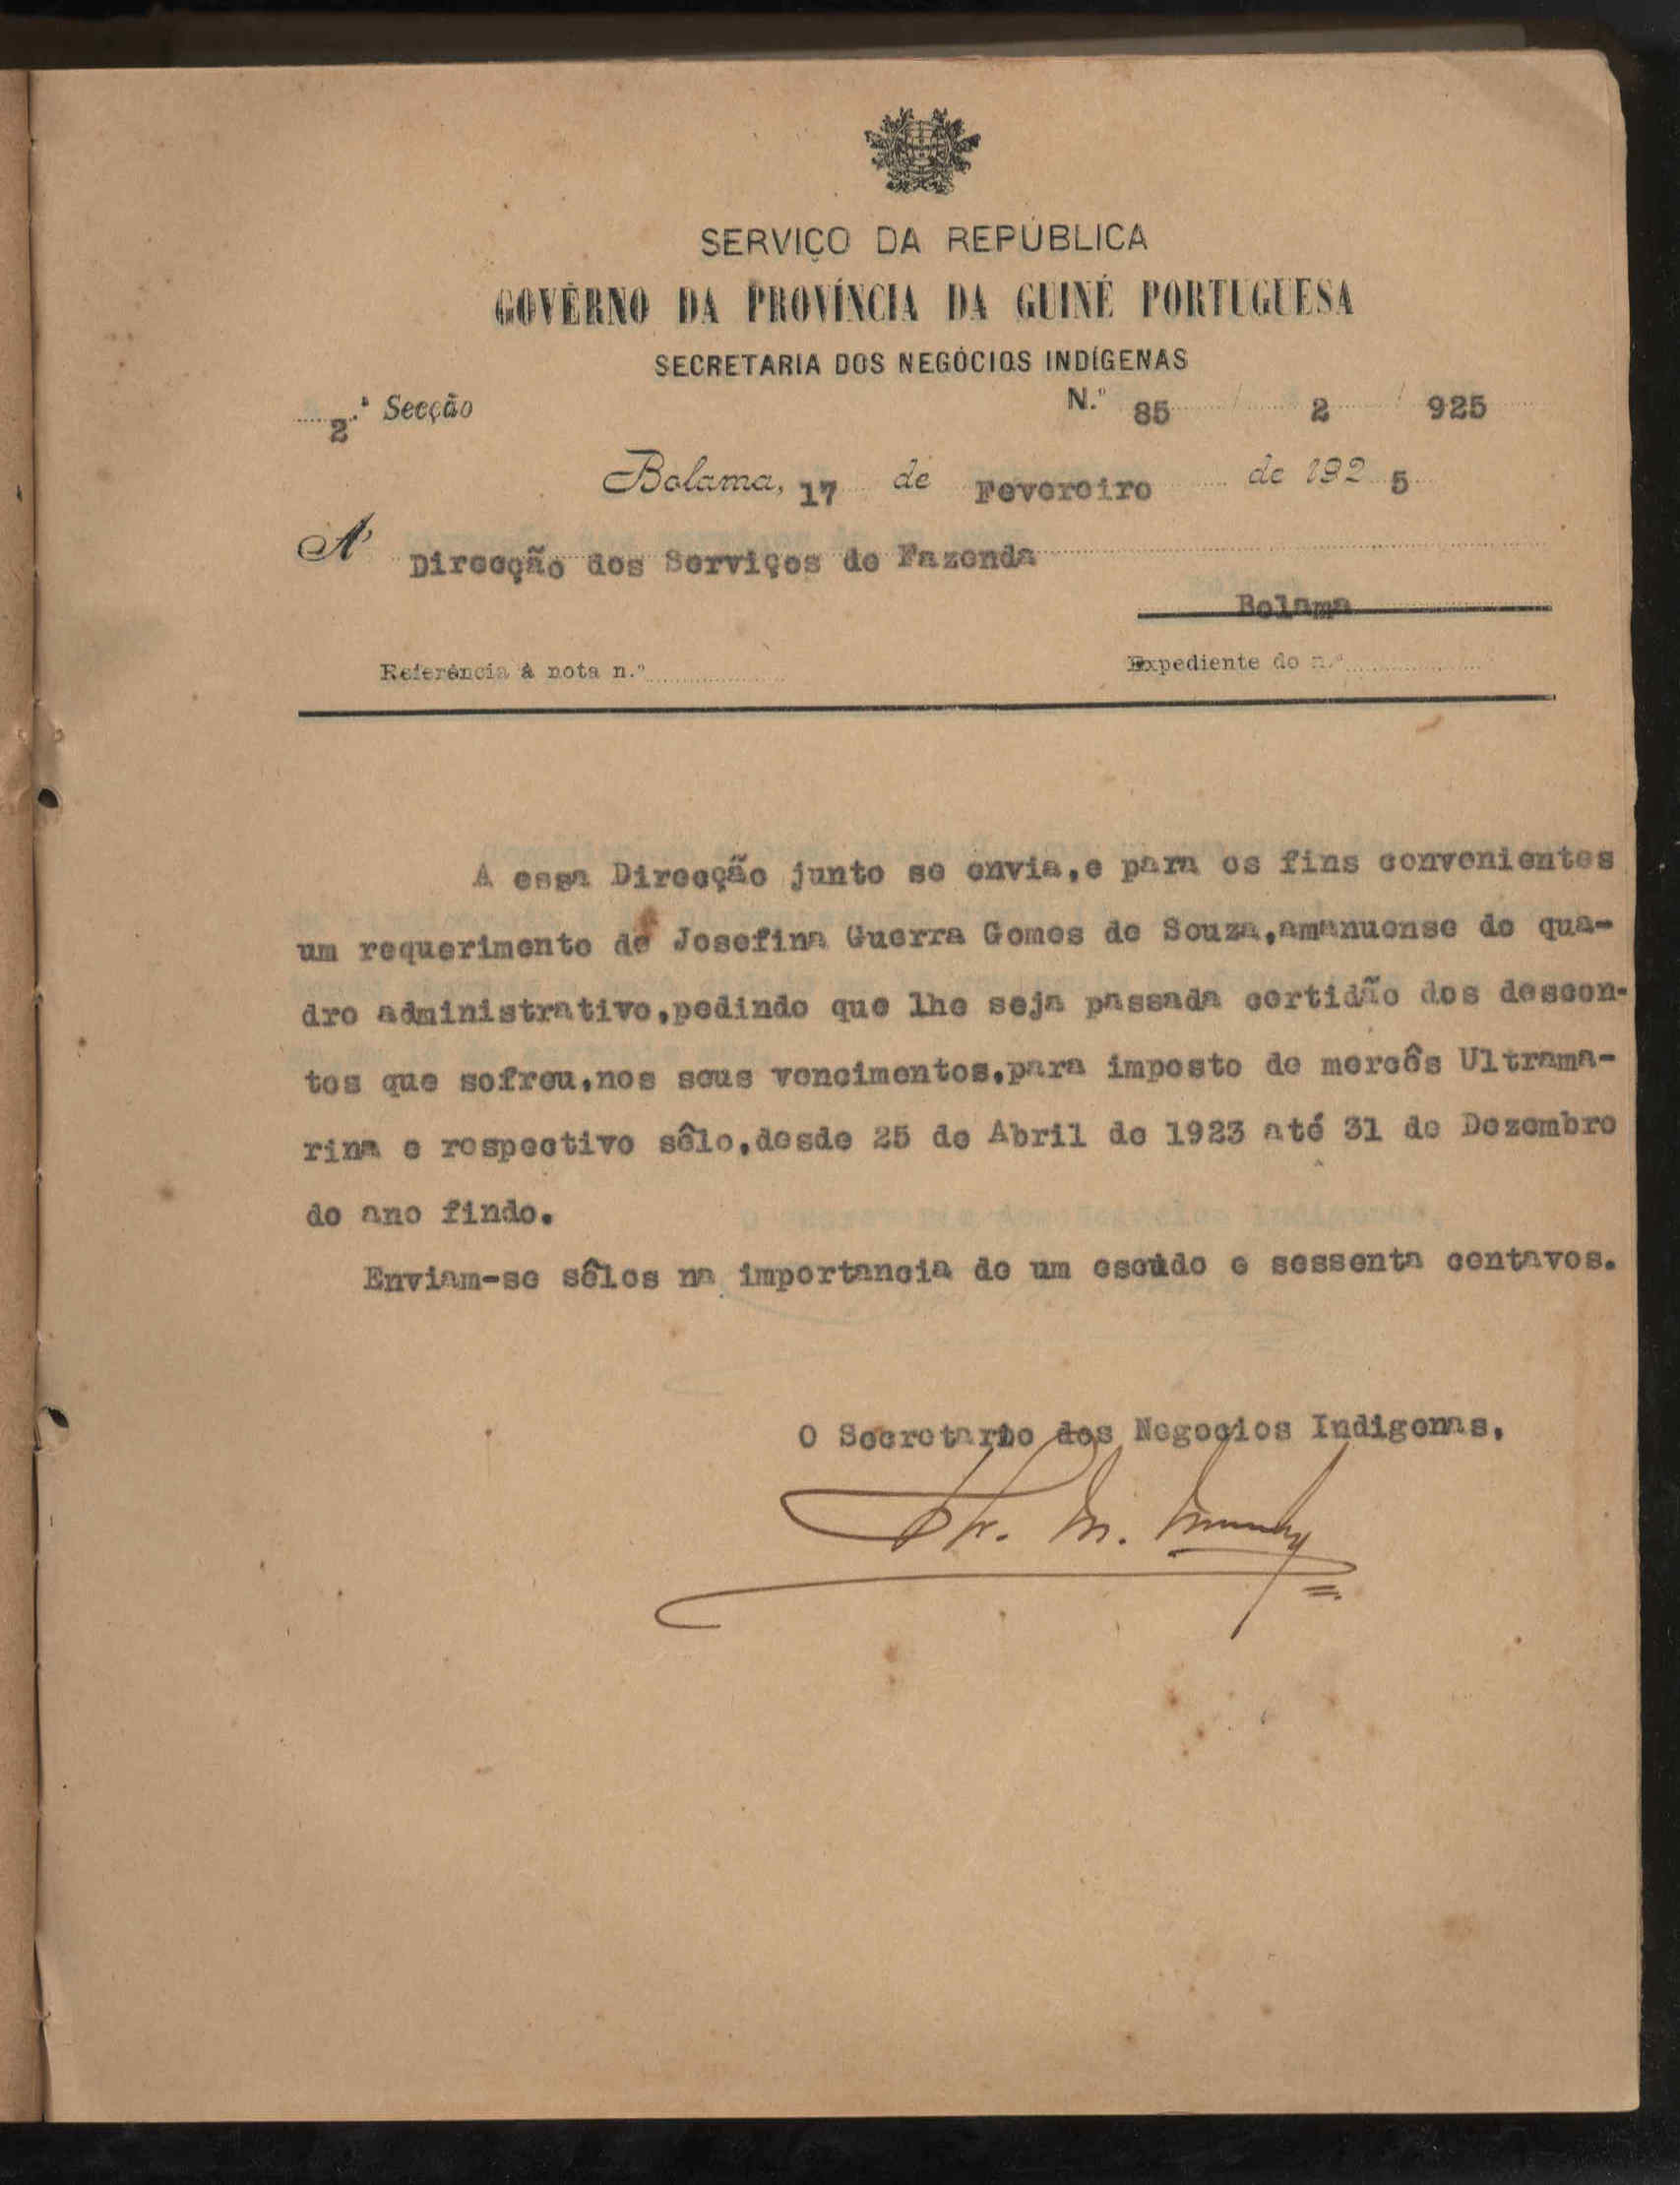 SERVIÇO DA REPÚBLICA
GOVÊRNO DA PROVÍNCIA DA GUINÉ PORTUGUESA
SECRETARIA DOS NEGÓCIOS INDÍGENAS
2.ª Secção N.º 85 / 2 / 925
Bolama, 17 de Fevereiro de 1925
A' Direcção dos Serviços de Fazenda
Bolama
Referência à nota n.º Expediente do n.º
A essa Direcção junto se envia,e para os fins convenientes
um requerimento de Josefina Guerra Gomes de Souza,amanuense do qua-
dro administrativo,pedindo que lhe seja passada certidão dos descon-
tos que sofreu,nos seus vencimentos,para imposto de mercês Ultrama-
rina e respectivo sêlo,desde 25 de Abril de 1923 até 31 de Dezembro
do ano findo.
Enviam-se sêlos na importancia de um escudo e sessenta centavos.
O Secretario dos Negocios Indigenas,